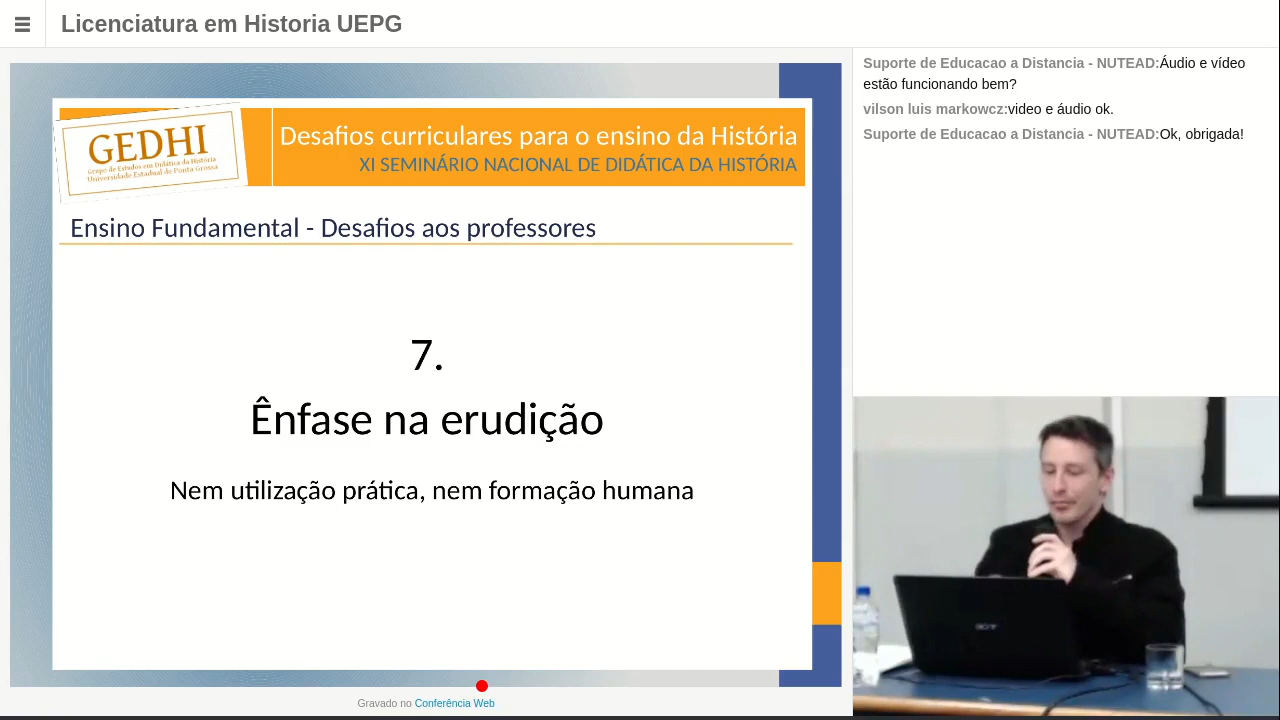 Licenciatura em Historia UEPG
GEDHI
Grupo de Estudos em Didática da História
Universidade Estadual de Ponta Grossa
Desafios curriculares para o ensino da História
XI SEMINÁRIO NACIONAL DE DIDÁTICA DA HISTÓRIA
Ensino Fundamental - Desafios aos professores
7.
Ênfase na erudição
Nem utilização prática, nem formação humana
Gravado no Conferência Web
Suporte de Educacao a Distancia - NUTEAD:Áudio e vídeo
estão funcionando bem?
vilson luis markowcz:video e áudio ok.
Suporte de Educacao a Distancia - NUTEAD:Ok, obrigada!
acer